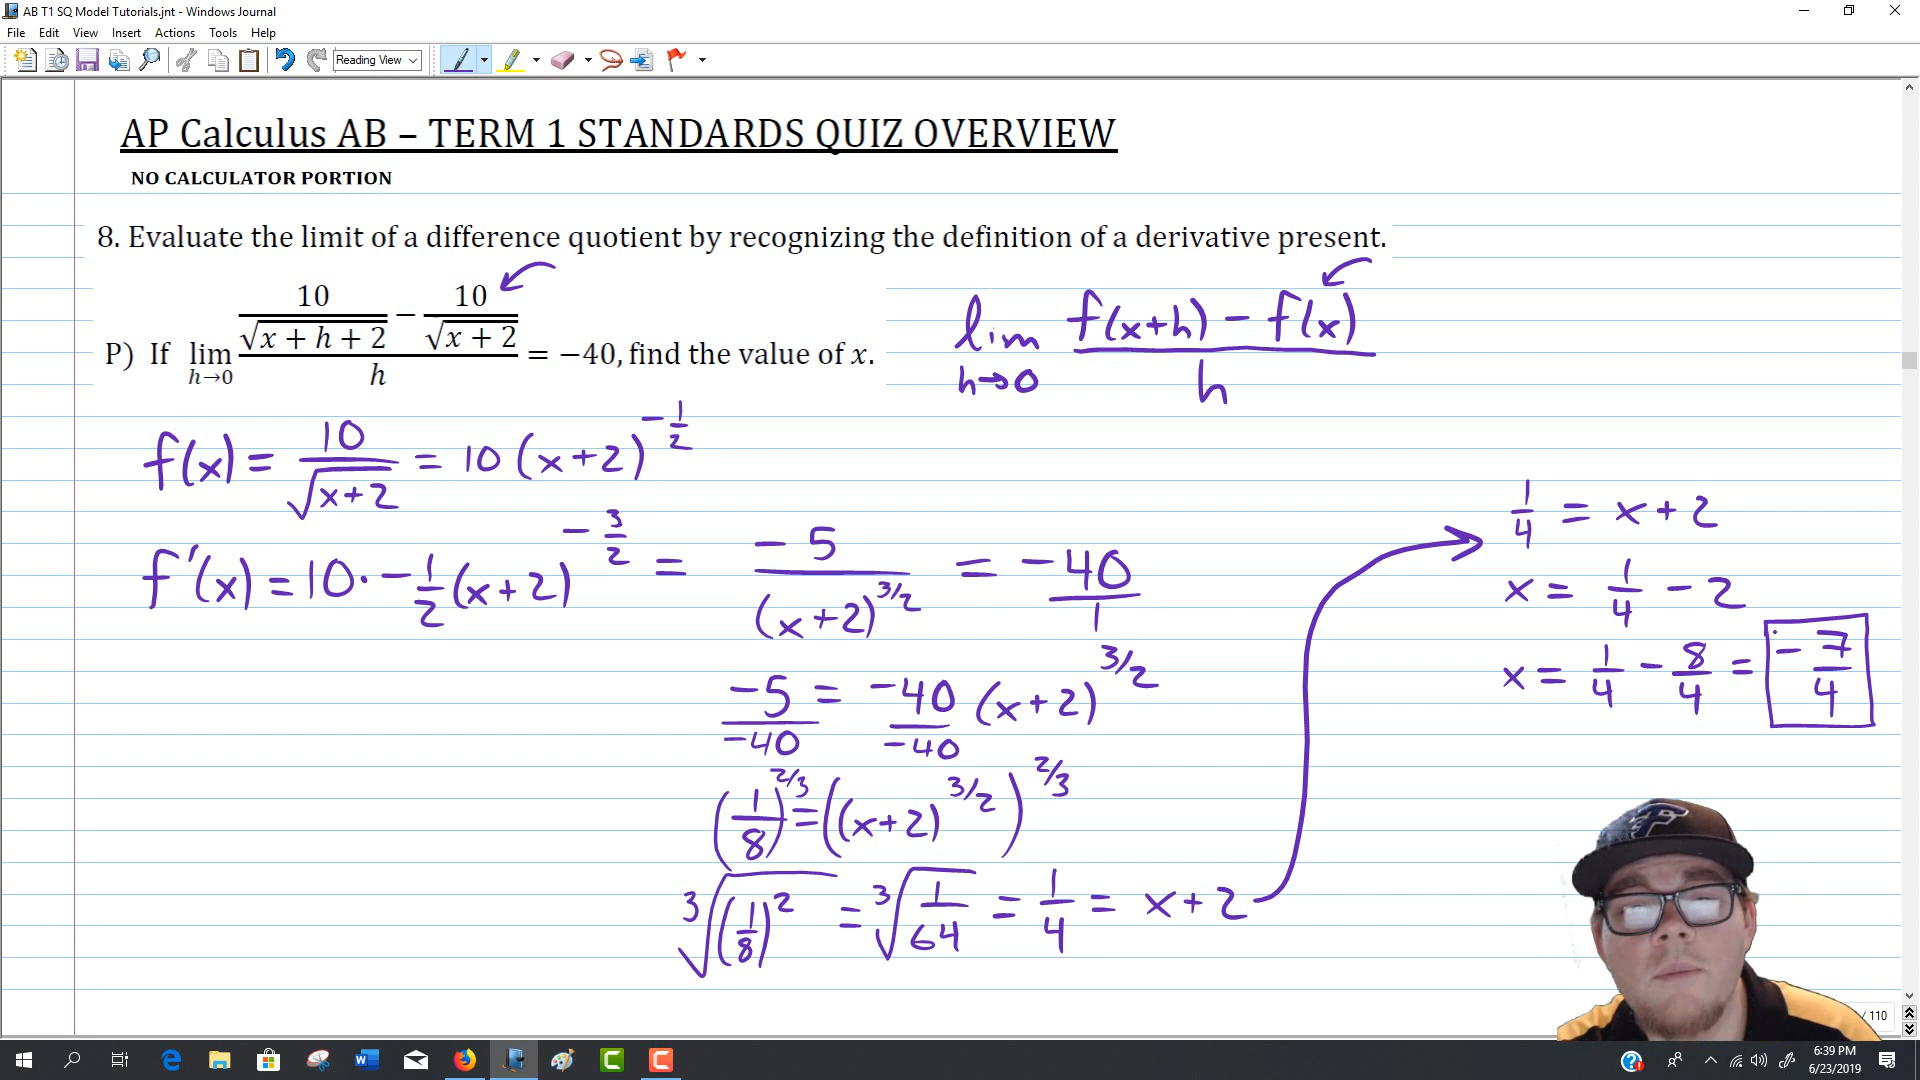 AB T1 SQ Model Tutorials.jnt - Windows Journal
File Edit View Insert Actions Tools Help
Reading View
AP Calculus AB – TERM 1 STANDARDS QUIZ OVERVIEW
NO CALCULATOR PORTION
8. Evaluate the limit of a difference quotient by recognizing the definition of a derivative present.
P) If lim h→0 (10/√(x + h + 2) − 10/√(x + 2))/h = −40, find the value of x.
lim h→0 (f(x+h) − f(x))/h
f(x) = 10/√(x+2) = 10(x+2)^(-1/2)
f'(x) = 10·-1/2(x+2)^(-3/2) = -5/(x+2)^(3/2) = -40/1
-5/-40 = -40/-40 (x+2)^(3/2)
(1/8)^(2/3) = ((x+2)^(3/2))^(2/3)
∛((1/8)^2) = ∛(1/64) = 1/4 = x+2
1/4 = x+2
x = 1/4 - 2
x = 1/4 - 8/4 = -7/4
/ 110
6:39 PM
6/23/2019